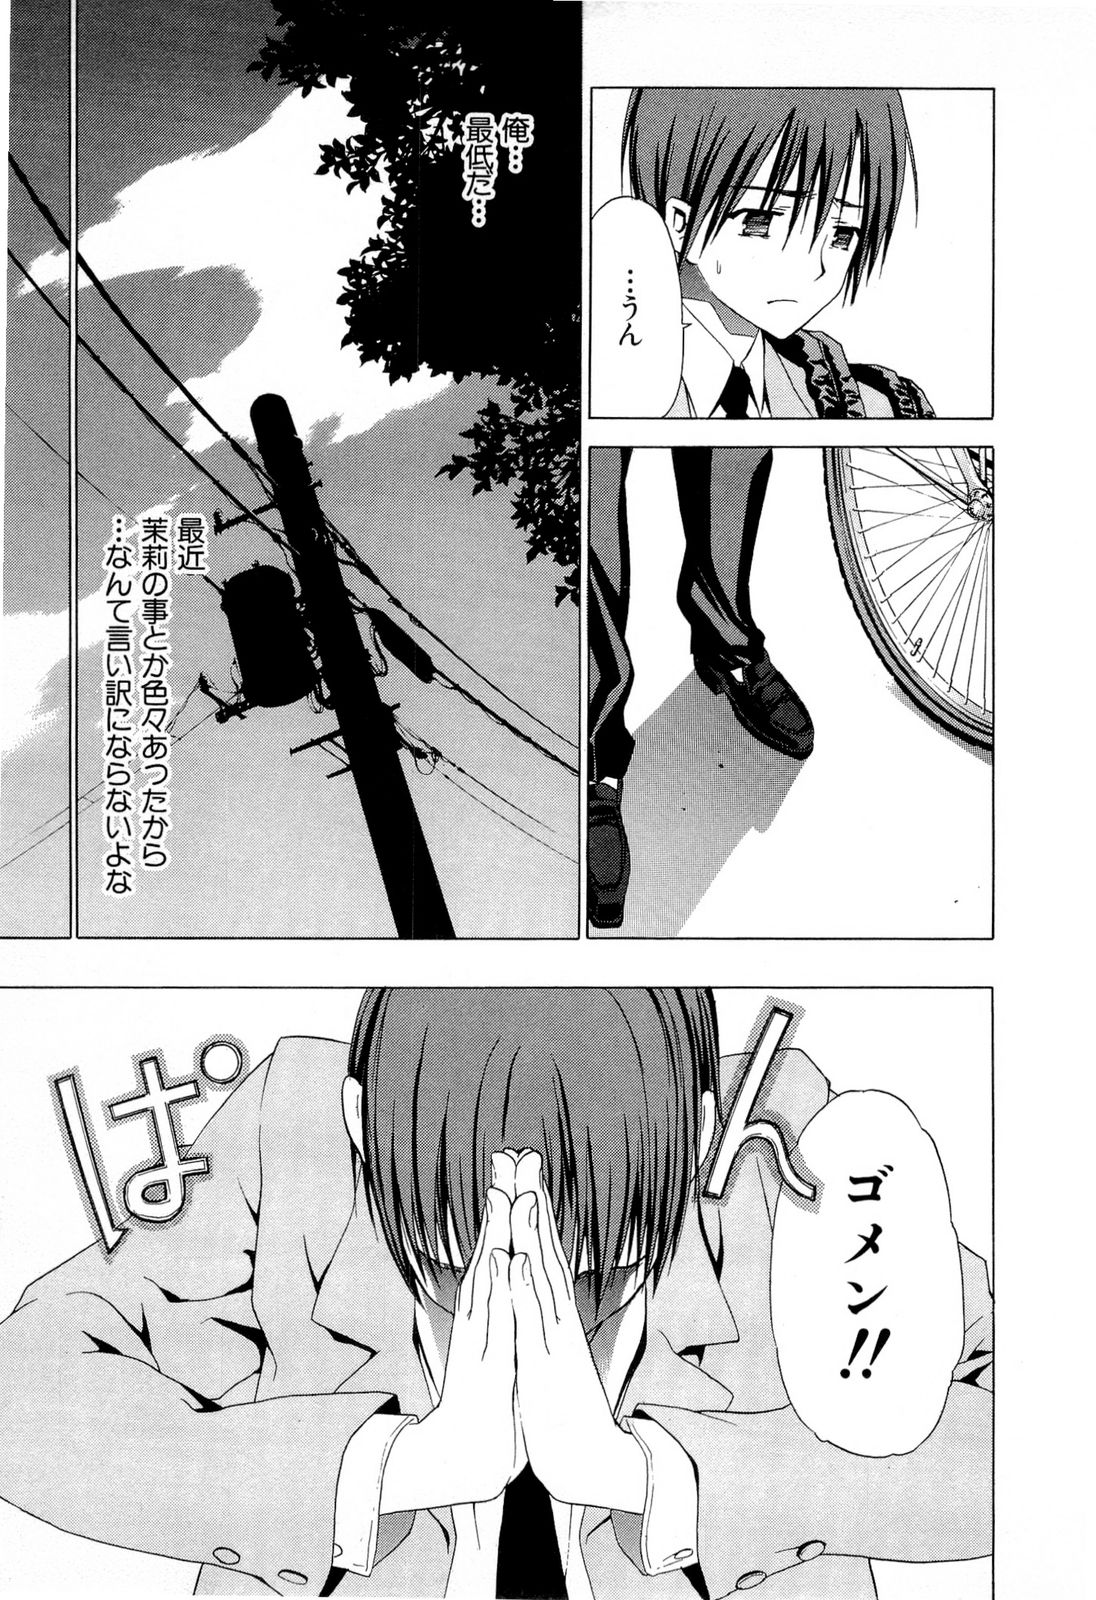 …うん
俺…
最低だ…
最近
茉莉の事とか色々あったから
…なんて言い訳にならないよな
ぱん
ゴメン!!